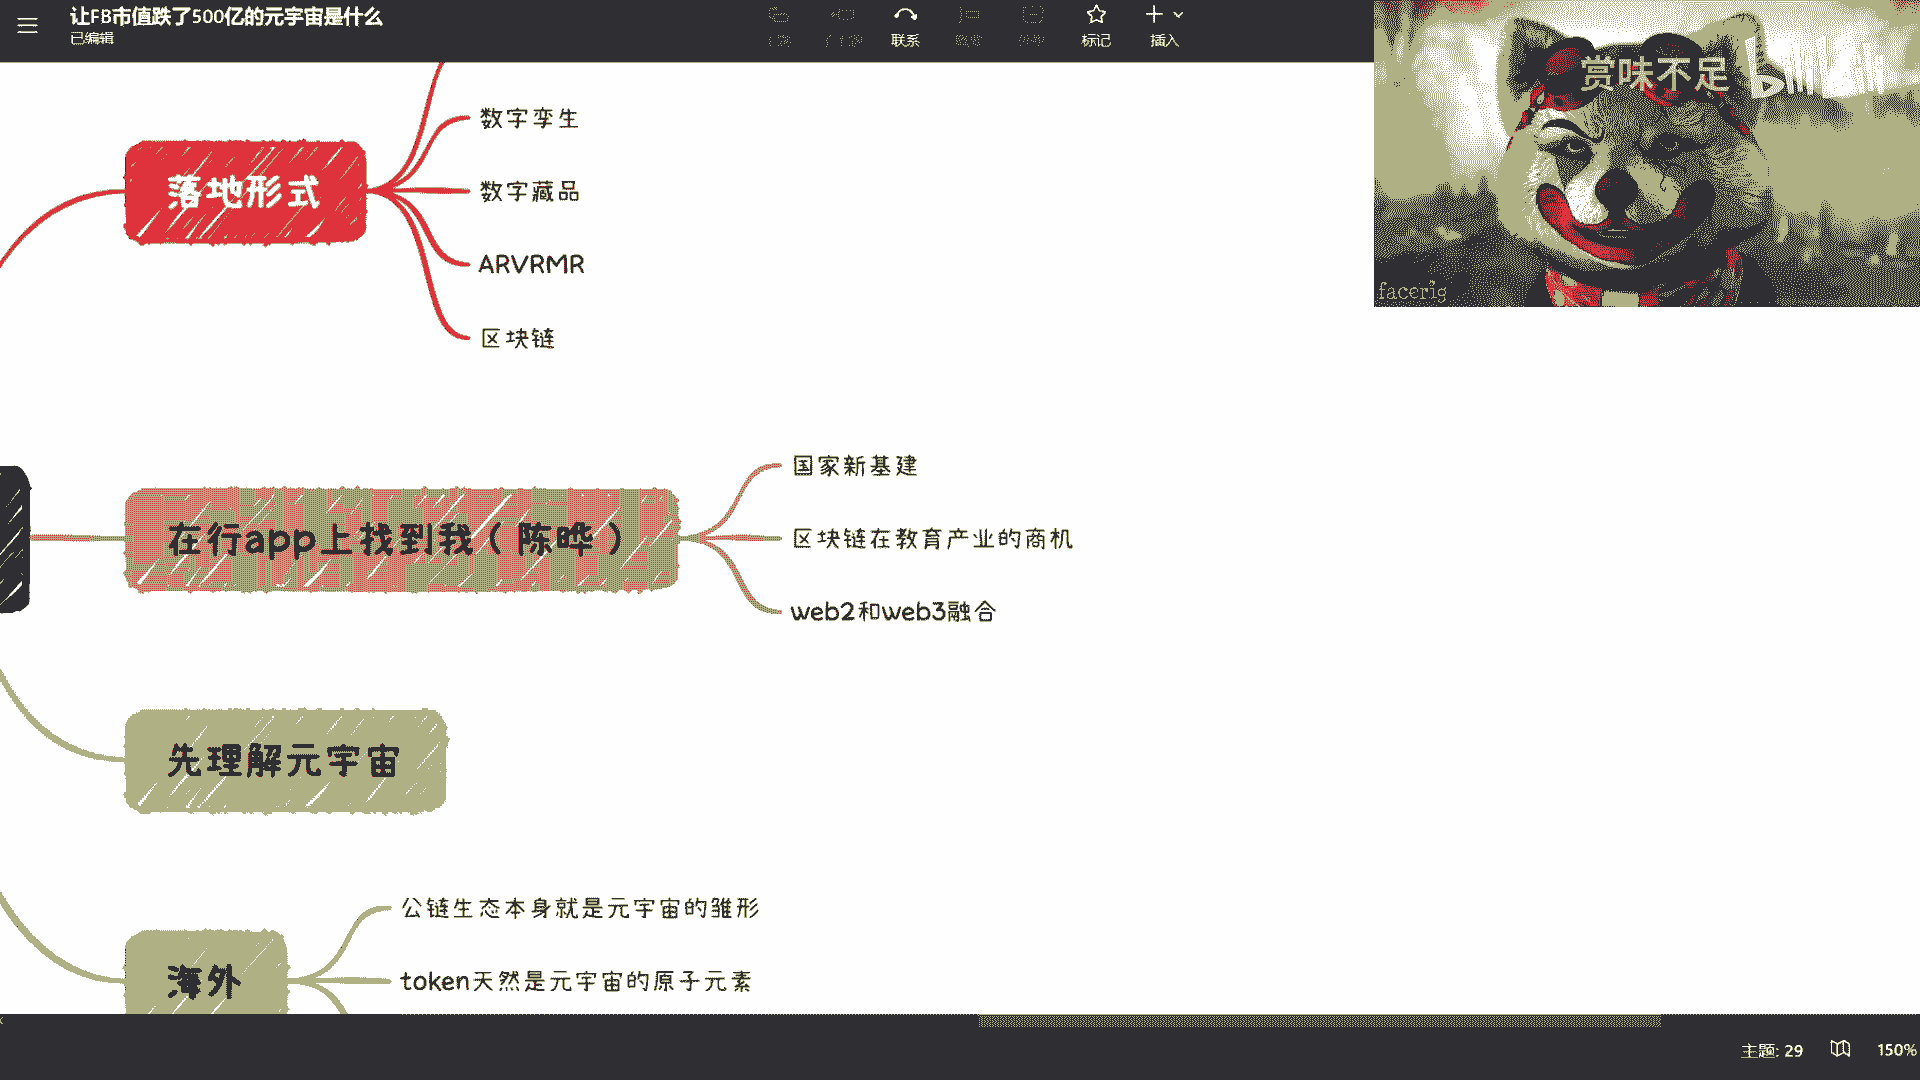 让FB市值跌了500亿的元宇宙是什么
已编辑
联系
标记
插入
赏味不足
bilibili
facerig
数字孪生
落地形式
数字藏品
ARVRMR
区块链
国家新基建
在行app上找到我（陈晔）
区块链在教育产业的商机
web2和web3融合
先理解元宇宙
公链生态本身就是元宇宙的雏形
海外
token天然是元宇宙的原子元素
主题: 29
150%